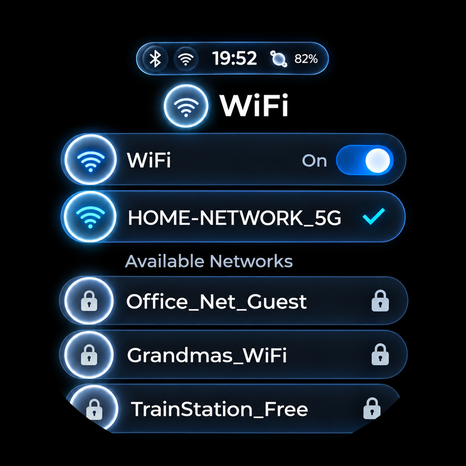 19:52 82%
WiFi
WiFi On
HOME-NETWORK_5G
Available Networks
Office_Net_Guest
Grandmas_WiFi
TrainStation_Free